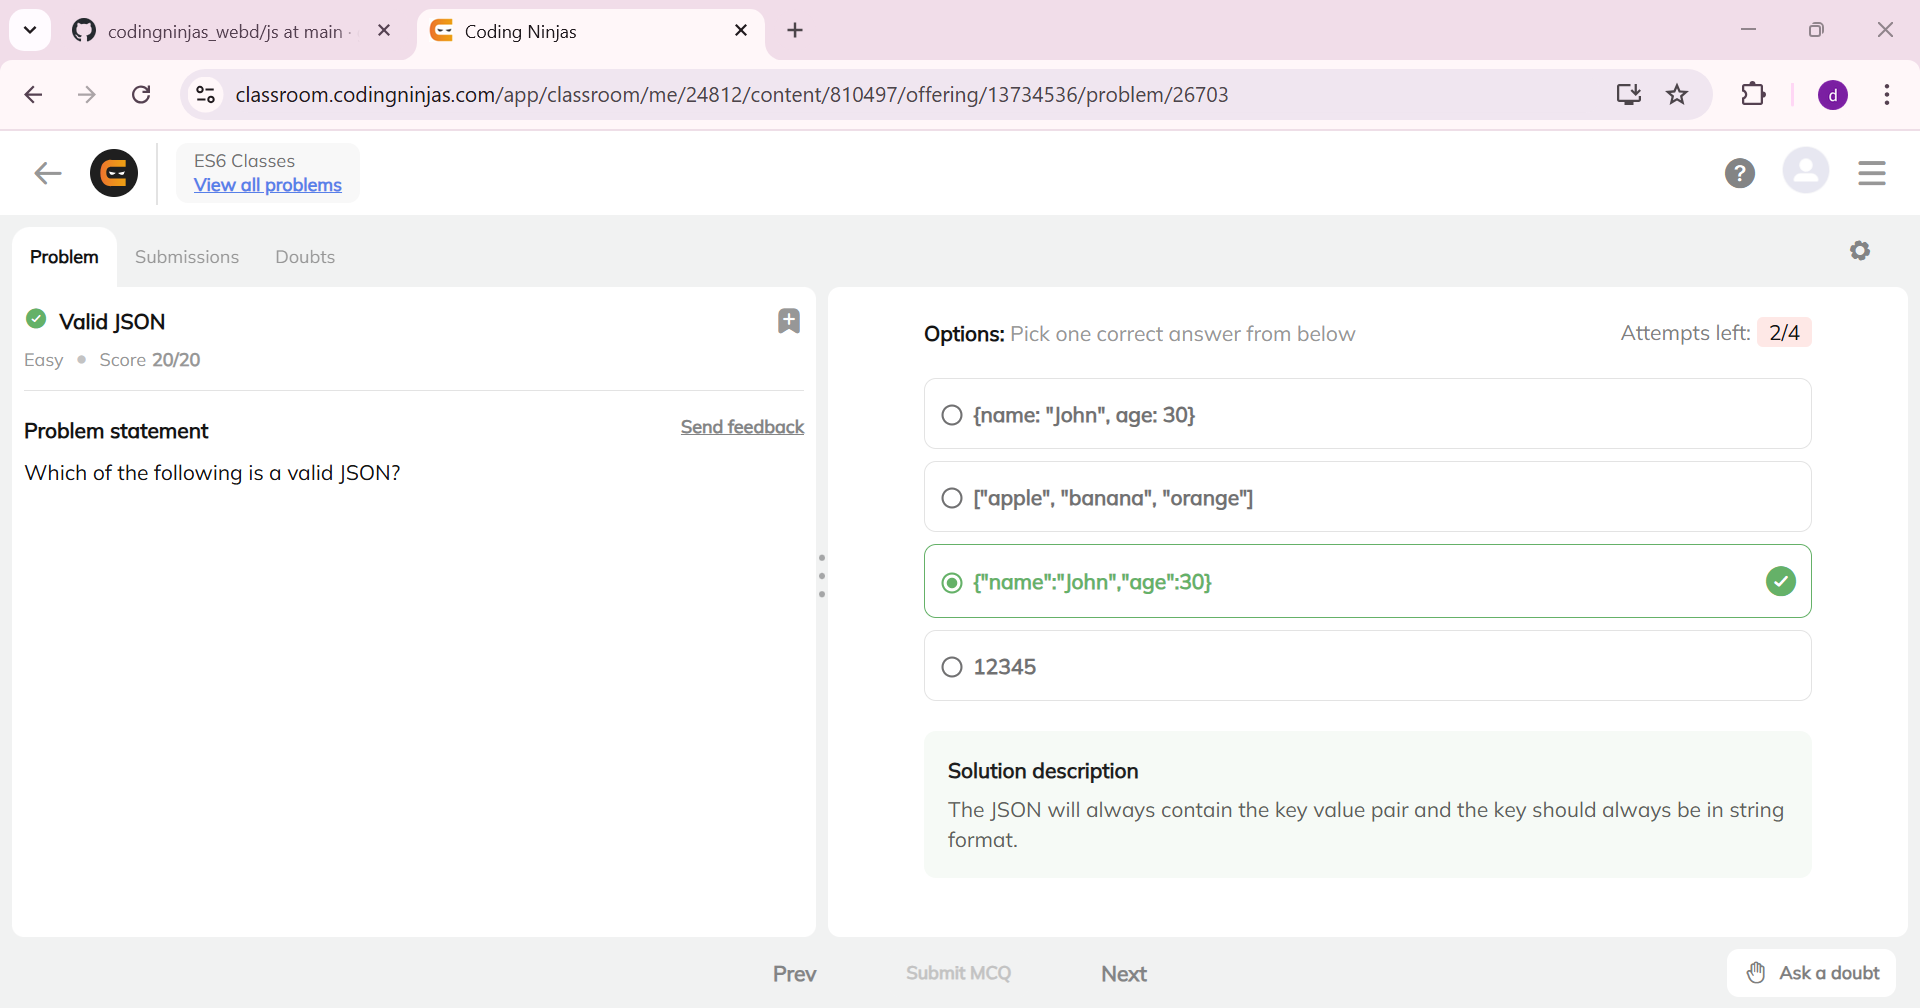 codingninjas_webd/js at main ·
Coding Ninjas
classroom.codingninjas.com/app/classroom/me/24812/content/810497/offering/13734536/problem/26703
d
ES6 Classes
View all problems
?
Problem
Submissions
Doubts
Valid JSON
Easy • Score 20/20
Problem statement
Send feedback
Which of the following is a valid JSON?
Options: Pick one correct answer from below
Attempts left: 2/4
{name: "John", age: 30}
["apple", "banana", "orange"]
{"name":"John","age":30}
12345
Solution description
The JSON will always contain the key value pair and the key should always be in string
format.
Prev
Submit MCQ
Next
Ask a doubt